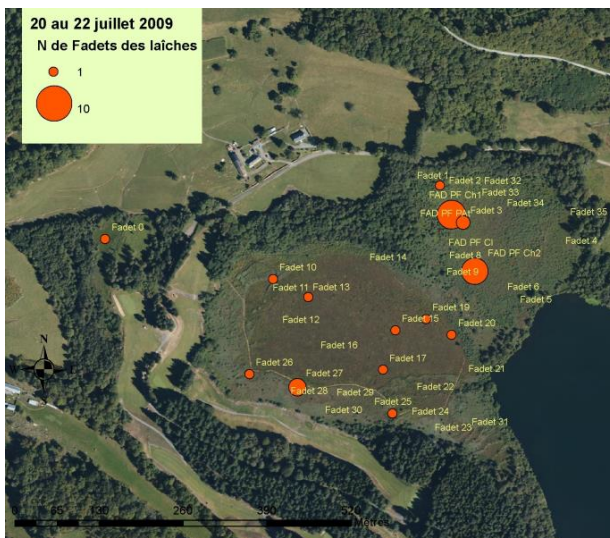 20 au 22 juillet 2009
N de Fadets des laîches
1
10
Fadet 1
Fadet 2
Fadet 32
FAD PF Ch1
Fadet 33
Fadet 34
FAD PF PA1
Fadet 3
Fadet 35
Fadet 0
FAD PF Cl
Fadet 4
Fadet 8
FAD PF Ch2
Fadet 14
Fadet 9
Fadet 10
Fadet 11
Fadet 13
Fadet 6
Fadet 5
Fadet 12
Fadet 15
Fadet 19
Fadet 20
Fadet 16
Fadet 17
Fadet 21
Fadet 26
Fadet 27
Fadet 28
Fadet 29
Fadet 22
Fadet 30
Fadet 25
Fadet 24
Fadet 23
Fadet 31
N
0
65
130
260
390
520
Mètres